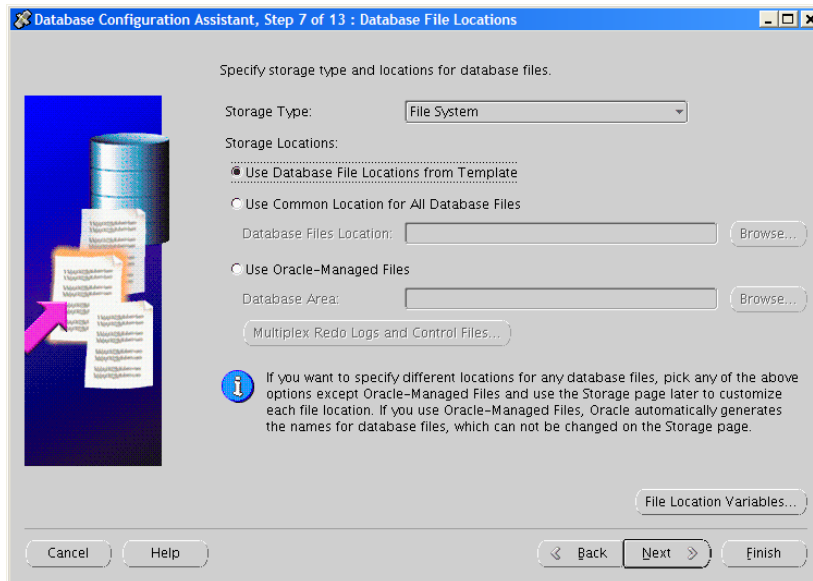 Database Configuration Assistant, Step 7 of 13 : Database File Locations
Specify storage type and locations for database files.
Storage Type:
File System
Storage Locations:
Use Database File Locations from Template
Use Common Location for All Database Files
Database Files Location:
Browse...
Use Oracle-Managed Files
Database Area:
Browse...
Multiplex Redo Logs and Control Files...
If you want to specify different locations for any database files, pick any of the above
options except Oracle-Managed Files and use the Storage page later to customize
each file location. If you use Oracle-Managed Files, Oracle automatically generates
the names for database files, which can not be changed on the Storage page.
File Location Variables...
Cancel
Help
Back
Next
Finish